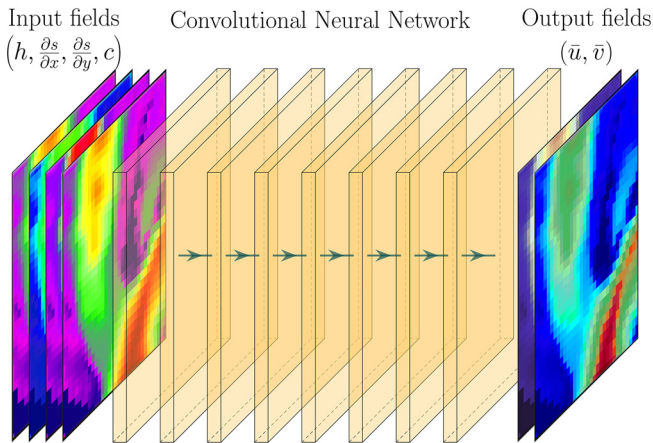 Input fields
(h, ∂s/∂x, ∂s/∂y, c)
Convolutional Neural Network
Output fields
(ū, v̄)